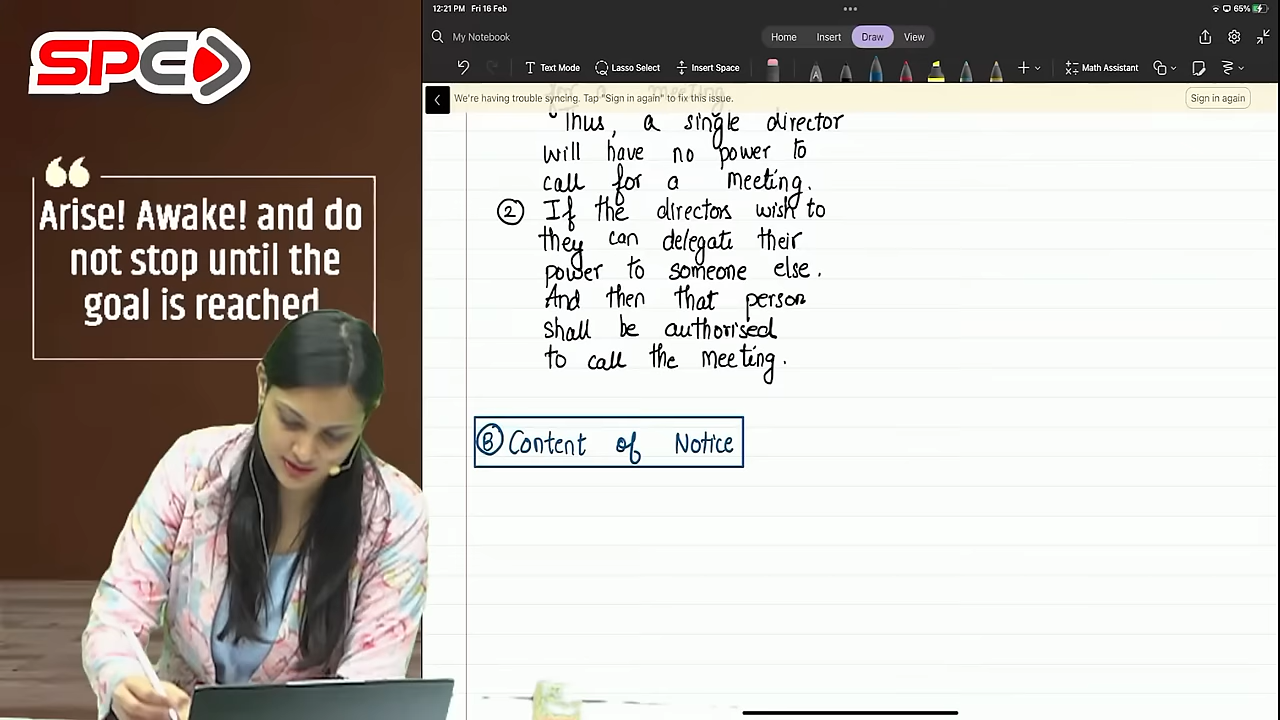 SPC
Arise! Awake! and do
not stop until the
goal is reached
12:21 PM Fri 16 Feb
65%
My Notebook
Home Insert Draw View
Text Mode Lasso Select Insert Space Math Assistant
We're having trouble syncing. Tap "Sign in again" to fix this issue.
Sign in again
for a meeting
Thus, a single director
will have no power to
call for a meeting.
② If the directors wish to
they can delegate their
power to someone else.
And then that person
shall be authorised
to call the meeting.
Ⓑ Content of Notice